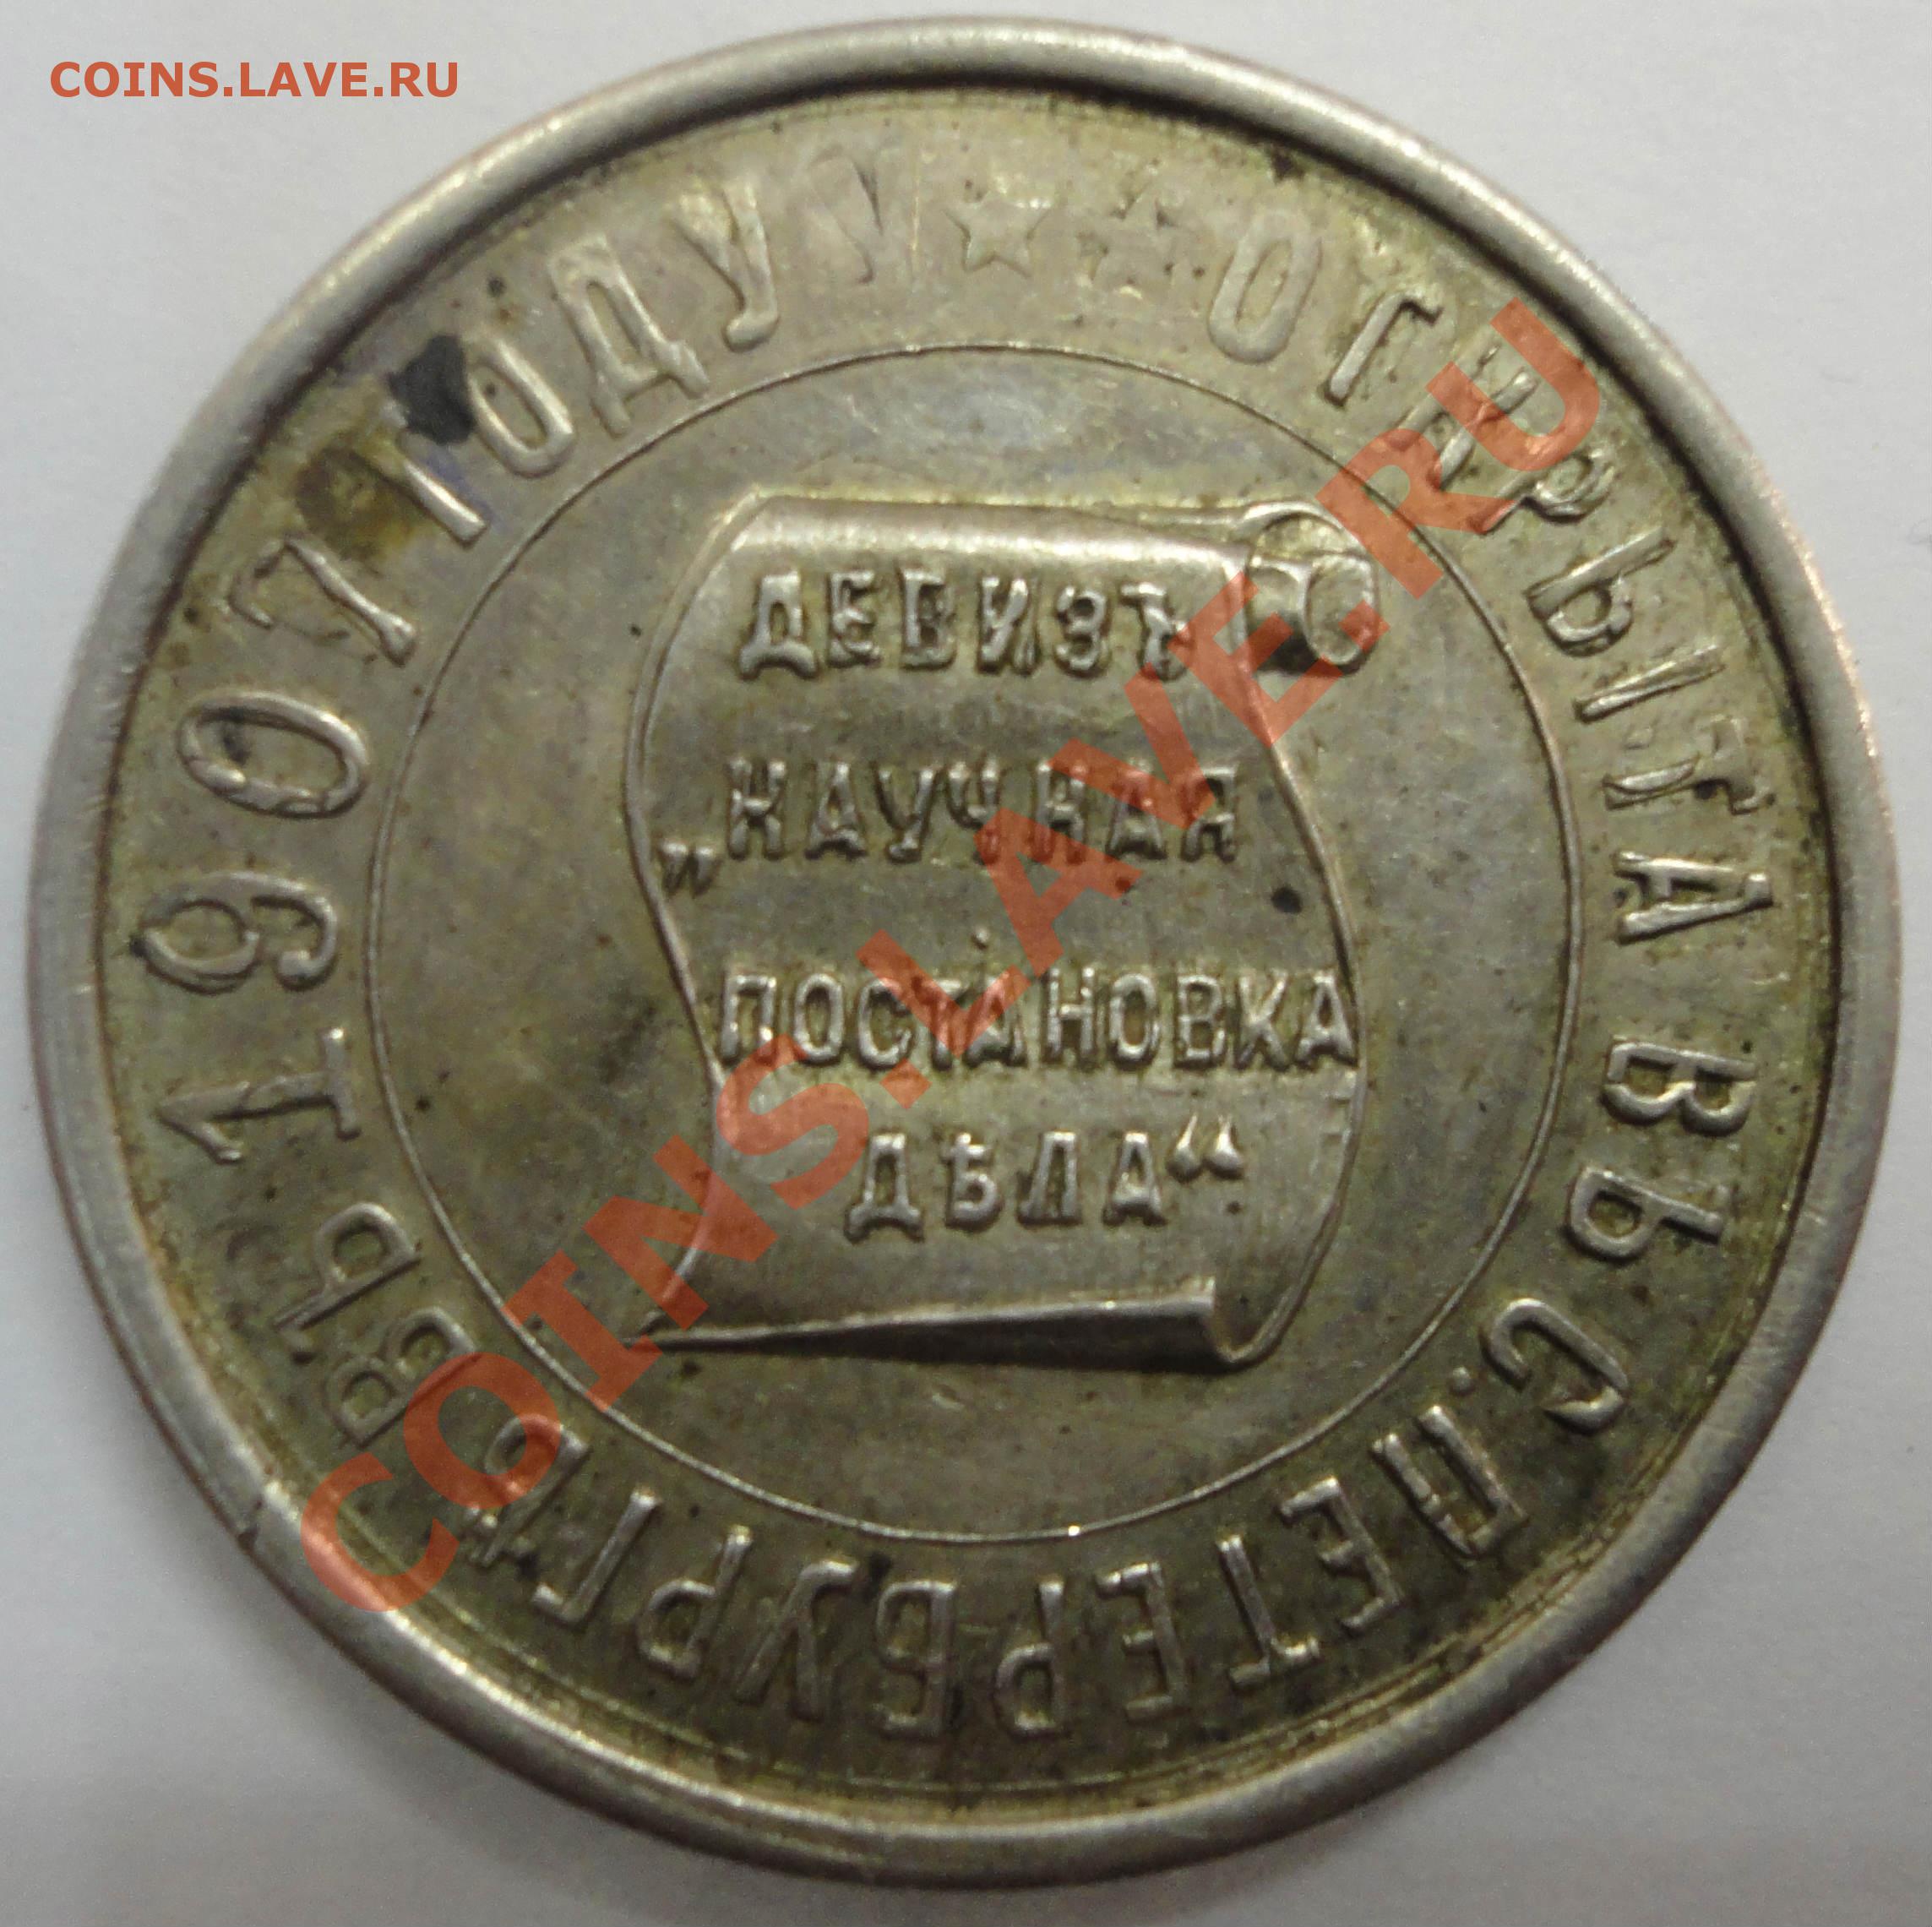 COINS.LAVE.RU
ОТКРЫТА ВЪ С.ПЕТЕРБУРГѢ ВЪ 1907 ГОДУ
ДЕВИЗЪ
„НАУЧНАЯ
ПОСТАНОВКА
ДѢЛА“
COINS.LAVE.RU